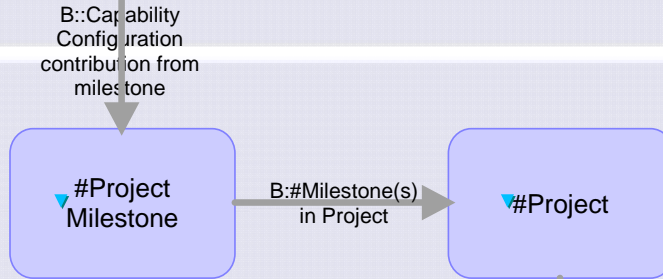 B::Capability
Configuration
contribution from
milestone
#Project
Milestone
B:#Milestone(s)
in Project
#Project